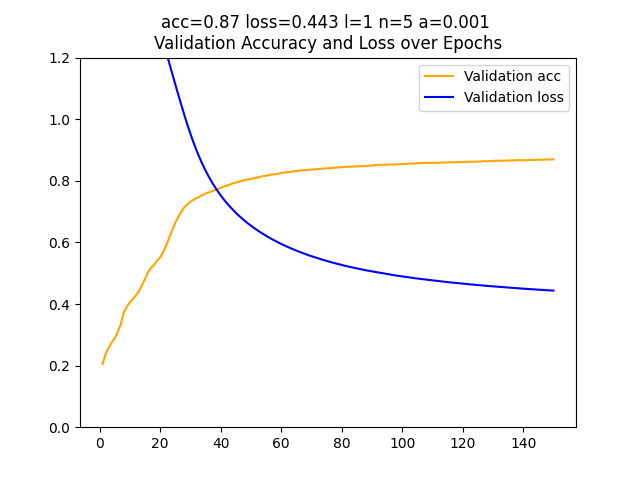 acc=0.87 loss=0.443 l=1 n=5 a=0.001
Validation Accuracy and Loss over Epochs
Validation acc
Validation loss
1.2
1.0
0.8
0.6
0.4
0.2
0.0
0 20 40 60 80 100 120 140